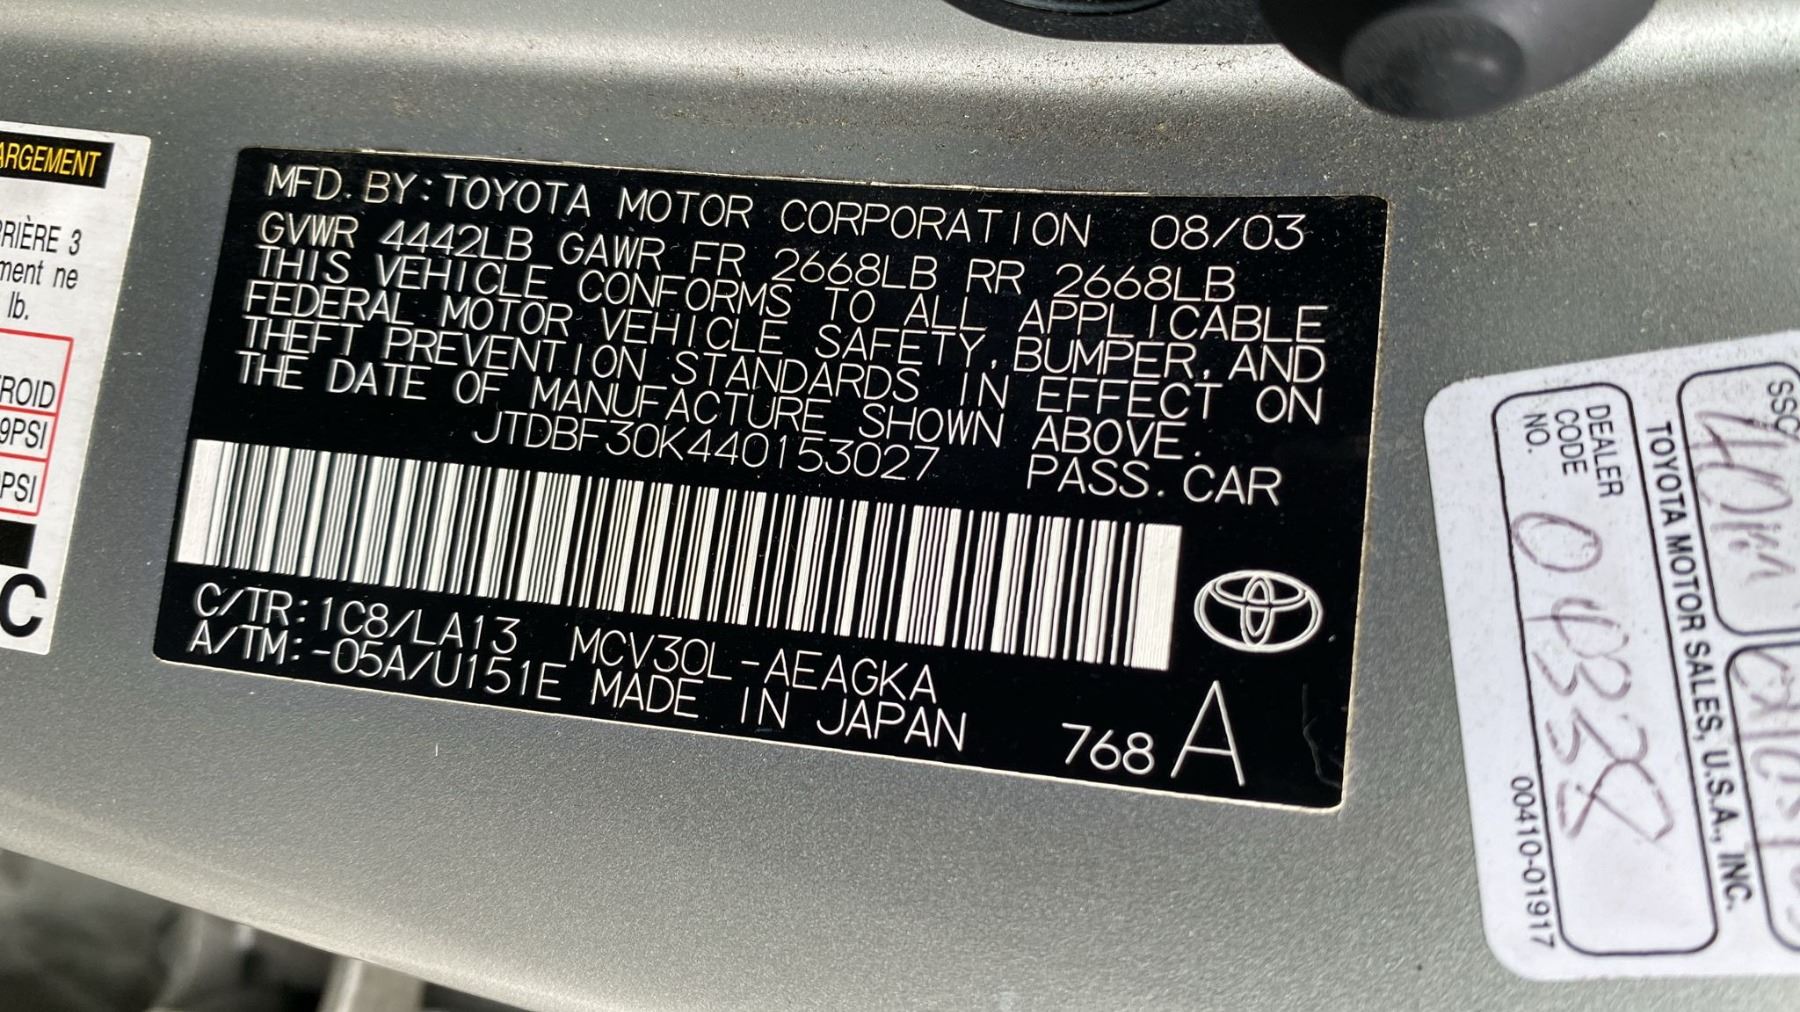 ARGEMENT
RIÈRE 3
ment ne
lb.
ROID
9PSI
PSI
C
MFD. BY:TOYOTA MOTOR CORPORATION 08/03
GVWR 4442LB GAWR FR 2668LB RR 2668LB
THIS VEHICLE CONFORMS TO ALL APPLICABLE
FEDERAL MOTOR VEHICLE SAFETY, BUMPER, AND
THEFT PREVENTION STANDARDS IN EFFECT ON
THE DATE OF MANUFACTURE SHOWN ABOVE.
JTDBF30K440153027 PASS. CAR
C/TR:1C8/LA13 MCV30L-AEAGKA
A/TM:-05A/U151E MADE IN JAPAN
768 A
SSC
TOYOTA MOTOR SALES, U.S.A., INC.
DEALER
CODE
NO.
04338
00410-01917